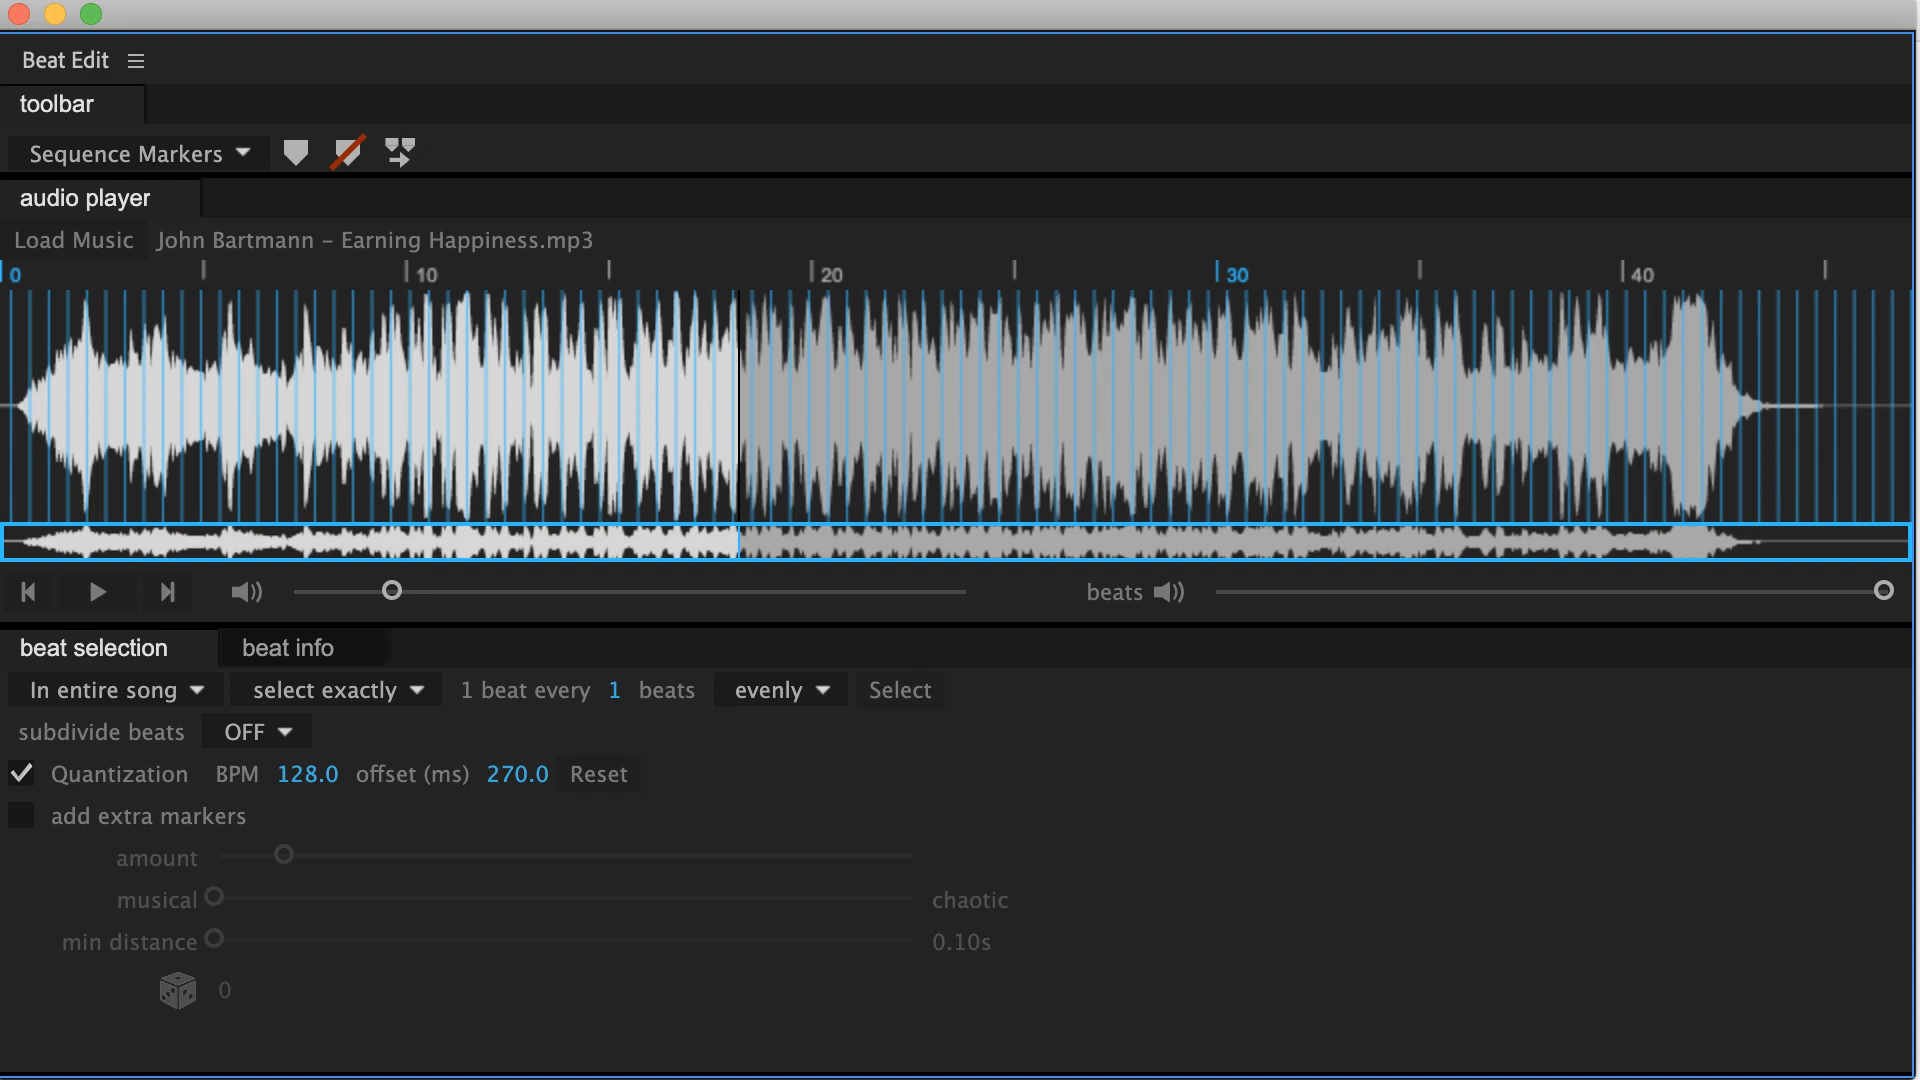 Beat Edit
toolbar
Sequence Markers
audio player
Load Music John Bartmann – Earning Happiness.mp3
0 10 20 30 40
beats
beat selection beat info
In entire song select exactly 1 beat every 1 beats evenly Select
subdivide beats OFF
Quantization BPM 128.0 offset (ms) 270.0 Reset
add extra markers
amount
musical chaotic
min distance 0.10s
0